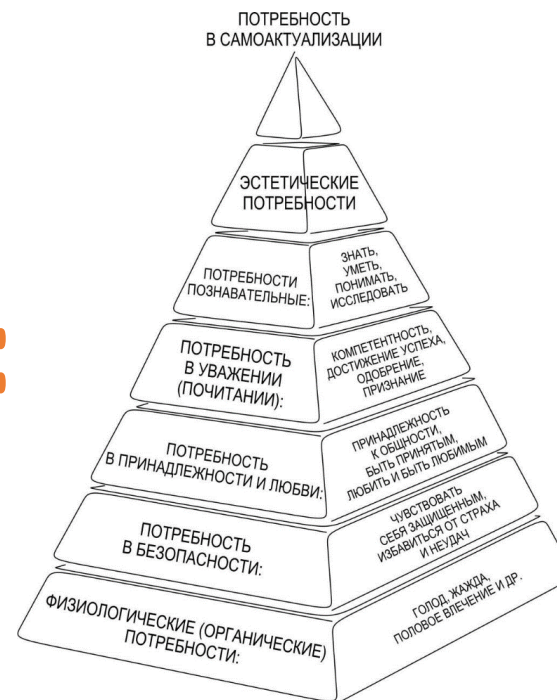 ПОТРЕБНОСТЬ
В САМОАКТУАЛИЗАЦИИ
ЭСТЕТИЧЕСКИЕ
ПОТРЕБНОСТИ
ПОТРЕБНОСТИ
ПОЗНАВАТЕЛЬНЫЕ:
ЗНАТЬ,
УМЕТЬ,
ПОНИМАТЬ,
ИССЛЕДОВАТЬ
ПОТРЕБНОСТЬ
В УВАЖЕНИИ
(ПОЧИТАНИИ):
КОМПЕТЕНТНОСТЬ,
ДОСТИЖЕНИЕ УСПЕХА,
ОДОБРЕНИЕ,
ПРИЗНАНИЕ
ПОТРЕБНОСТЬ
В ПРИНАДЛЕЖНОСТИ И ЛЮБВИ:
ПРИНАДЛЕЖНОСТЬ
К ОБЩНОСТИ,
БЫТЬ ПРИНЯТЫМ,
ЛЮБИТЬ И БЫТЬ ЛЮБИМЫМ
ПОТРЕБНОСТЬ
В БЕЗОПАСНОСТИ:
ЧУВСТВОВАТЬ
СЕБЯ ЗАЩИЩЕННЫМ,
ИЗБАВИТЬСЯ ОТ СТРАХА
И НЕУДАЧ
ФИЗИОЛОГИЧЕСКИЕ (ОРГАНИЧЕСКИЕ)
ПОТРЕБНОСТИ:
ГОЛОД, ЖАЖДА,
ПОЛОВОЕ ВЛЕЧЕНИЕ И ДР.